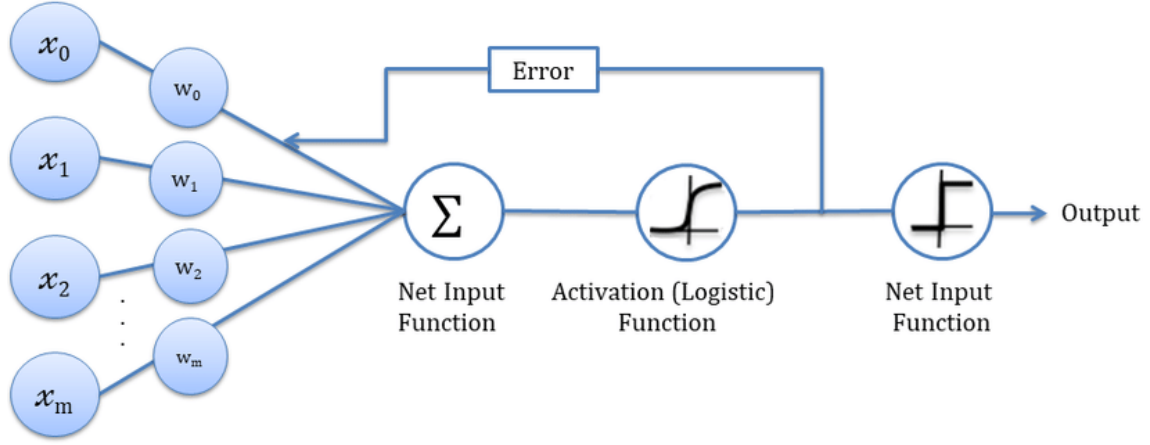 x₀
w₀
x₁
w₁
x₂
w₂
.
.
.
xₘ
wₘ
Error
Σ
Net Input
Function
Activation (Logistic)
Function
Net Input
Function
Output